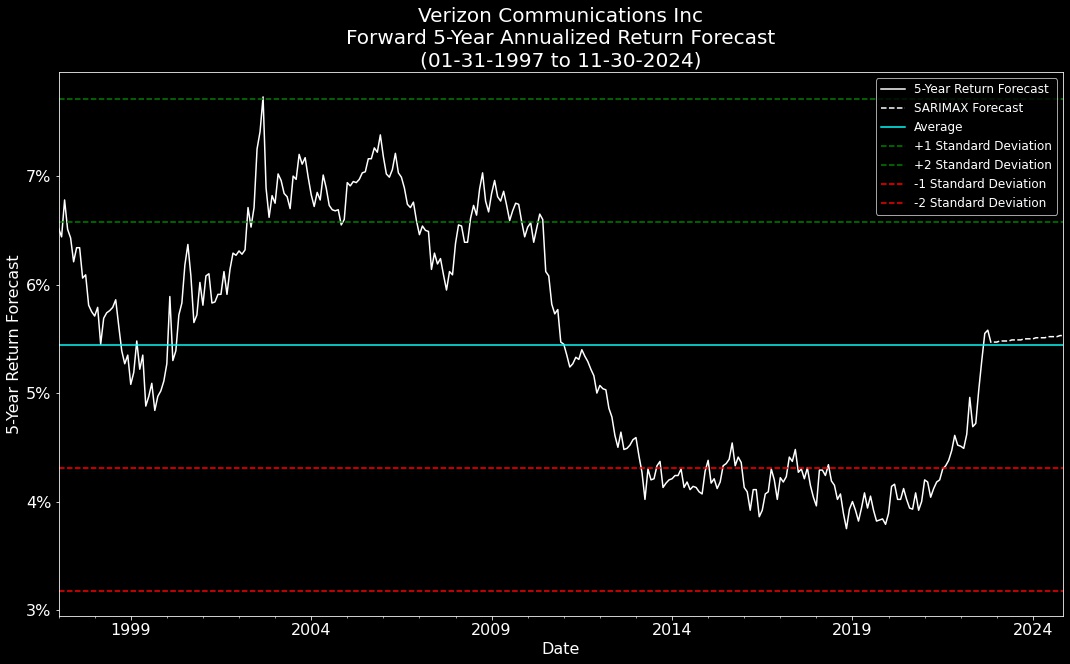 Verizon Communications Inc
Forward 5-Year Annualized Return Forecast
(01-31-1997 to 11-30-2024)
5-Year Return Forecast
SARIMAX Forecast
Average
+1 Standard Deviation
+2 Standard Deviation
-1 Standard Deviation
-2 Standard Deviation
5-Year Return Forecast
7%
6%
5%
4%
3%
1999
2004
2009
2014
2019
2024
Date